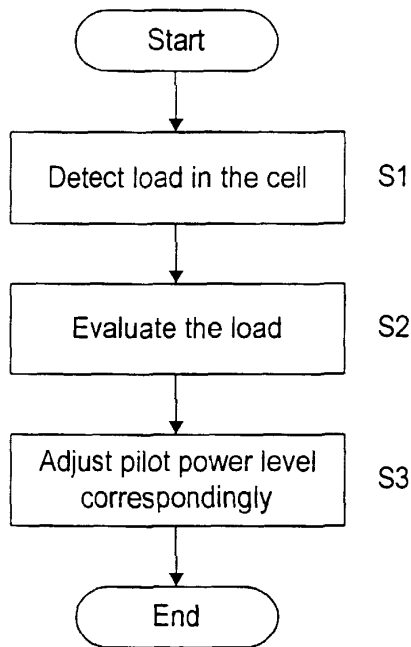 Start
Detect load in the cell S1
Evaluate the load S2
Adjust pilot power level
correspondingly S3
End